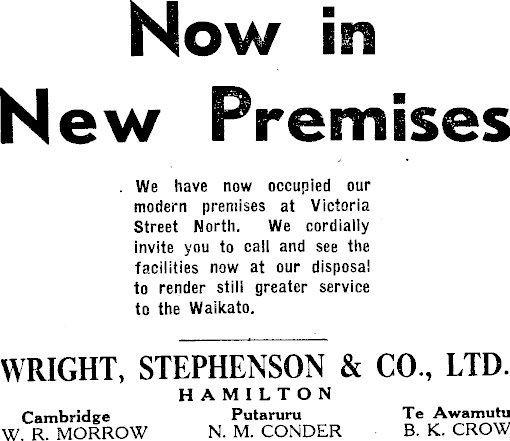 Now in
New Premises
We have now occupied our
modern premises at Victoria
Street North. We cordially
invite you to call and see the
facilities now at our disposal
to render still greater service
to the Waikato.
WRIGHT, STEPHENSON & CO., LTD.
HAMILTON
Cambridge Putaruru Te Awamutu
W. R. MORROW N. M. CONDER B. K. CROW